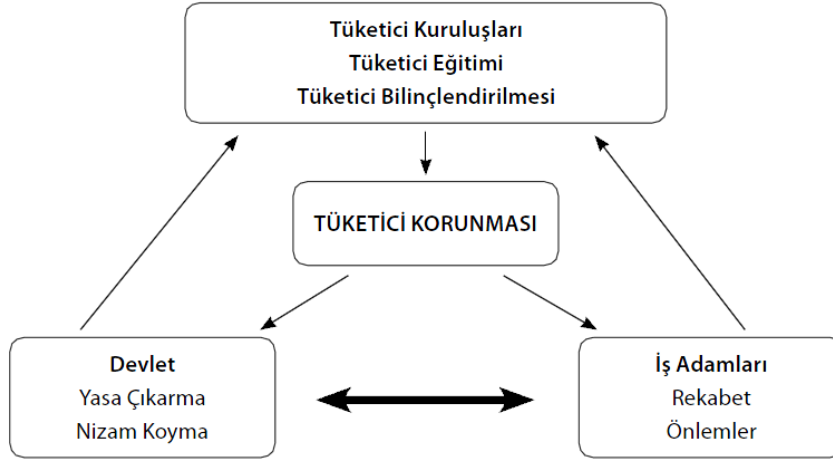 Tüketici Kuruluşları
Tüketici Eğitimi
Tüketici Bilinçlendirilmesi
TÜKETİCİ KORUNMASI
Devlet
Yasa Çıkarma
Nizam Koyma
İş Adamları
Rekabet
Önlemler